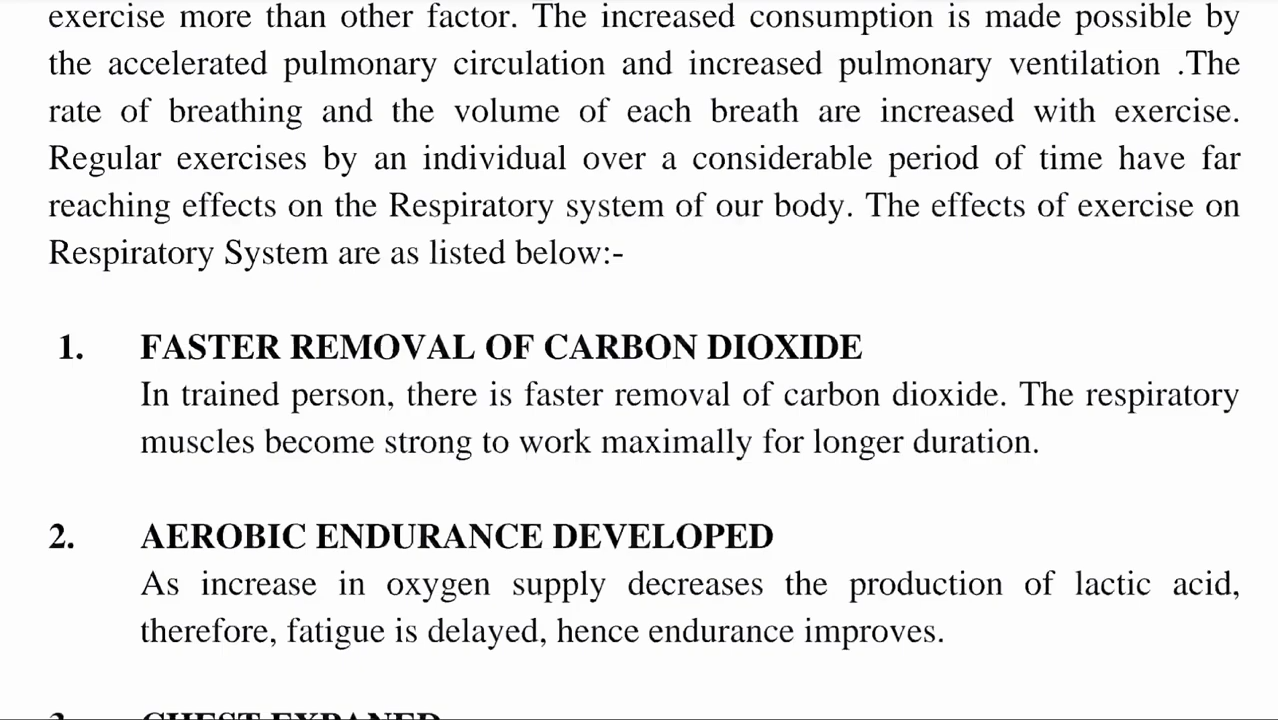 exercise more than other factor. The increased consumption is made possible by
the accelerated pulmonary circulation and increased pulmonary ventilation .The
rate of breathing and the volume of each breath are increased with exercise.
Regular exercises by an individual over a considerable period of time have far
reaching effects on the Respiratory system of our body. The effects of exercise on
Respiratory System are as listed below:-
1. FASTER REMOVAL OF CARBON DIOXIDE
In trained person, there is faster removal of carbon dioxide. The respiratory
muscles become strong to work maximally for longer duration.
2. AEROBIC ENDURANCE DEVELOPED
As increase in oxygen supply decreases the production of lactic acid,
therefore, fatigue is delayed, hence endurance improves.
3. CHEST EXPANED